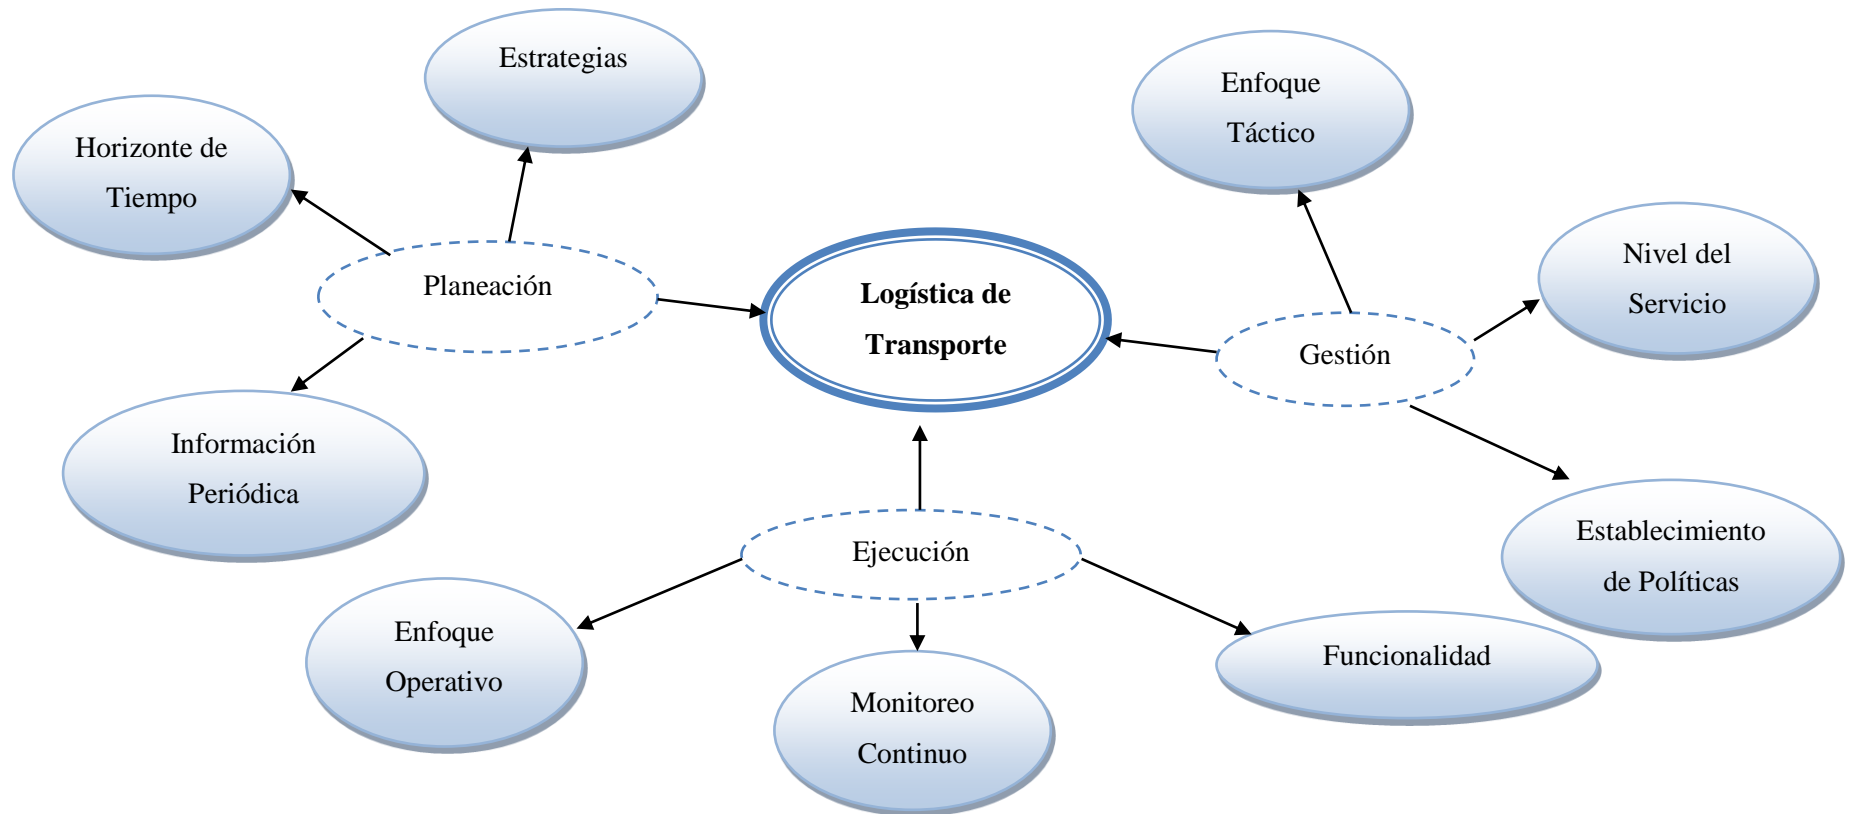 Estrategias
Enfoque
Táctico
Horizonte de
Tiempo
Nivel del
Servicio
Planeación
Logística de
Transporte
Gestión
Información
Periódica
Establecimiento
de Políticas
Ejecución
Enfoque
Operativo
Funcionalidad
Monitoreo
Continuo